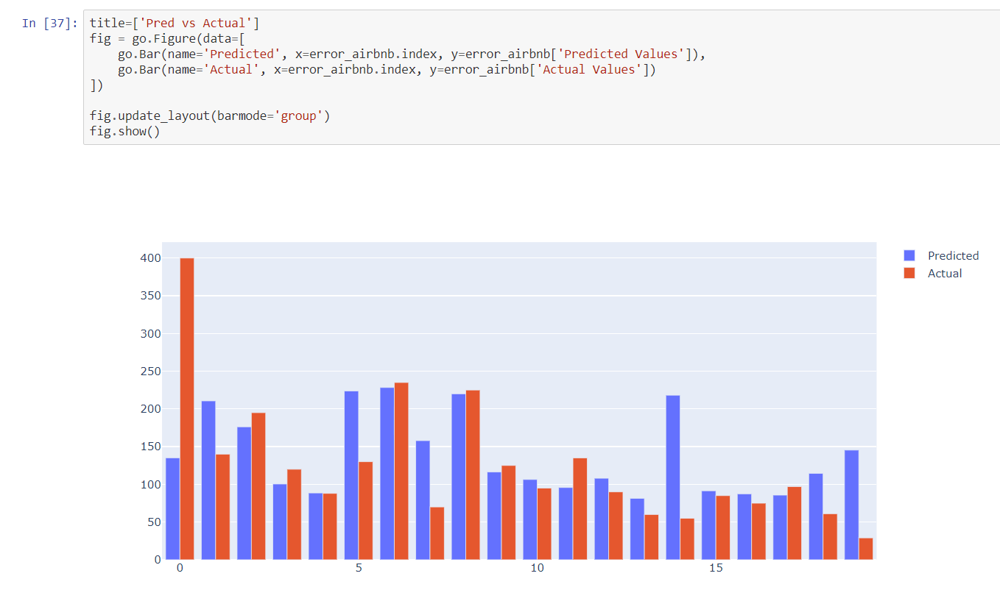 In [37]: title=['Pred vs Actual']
fig = go.Figure(data=[
    go.Bar(name='Predicted', x=error_airbnb.index, y=error_airbnb['Predicted Values']),
    go.Bar(name='Actual', x=error_airbnb.index, y=error_airbnb['Actual Values'])
])
fig.update_layout(barmode='group')
fig.show()
Predicted
Actual
400
350
300
250
200
150
100
50
0
0 5 10 15